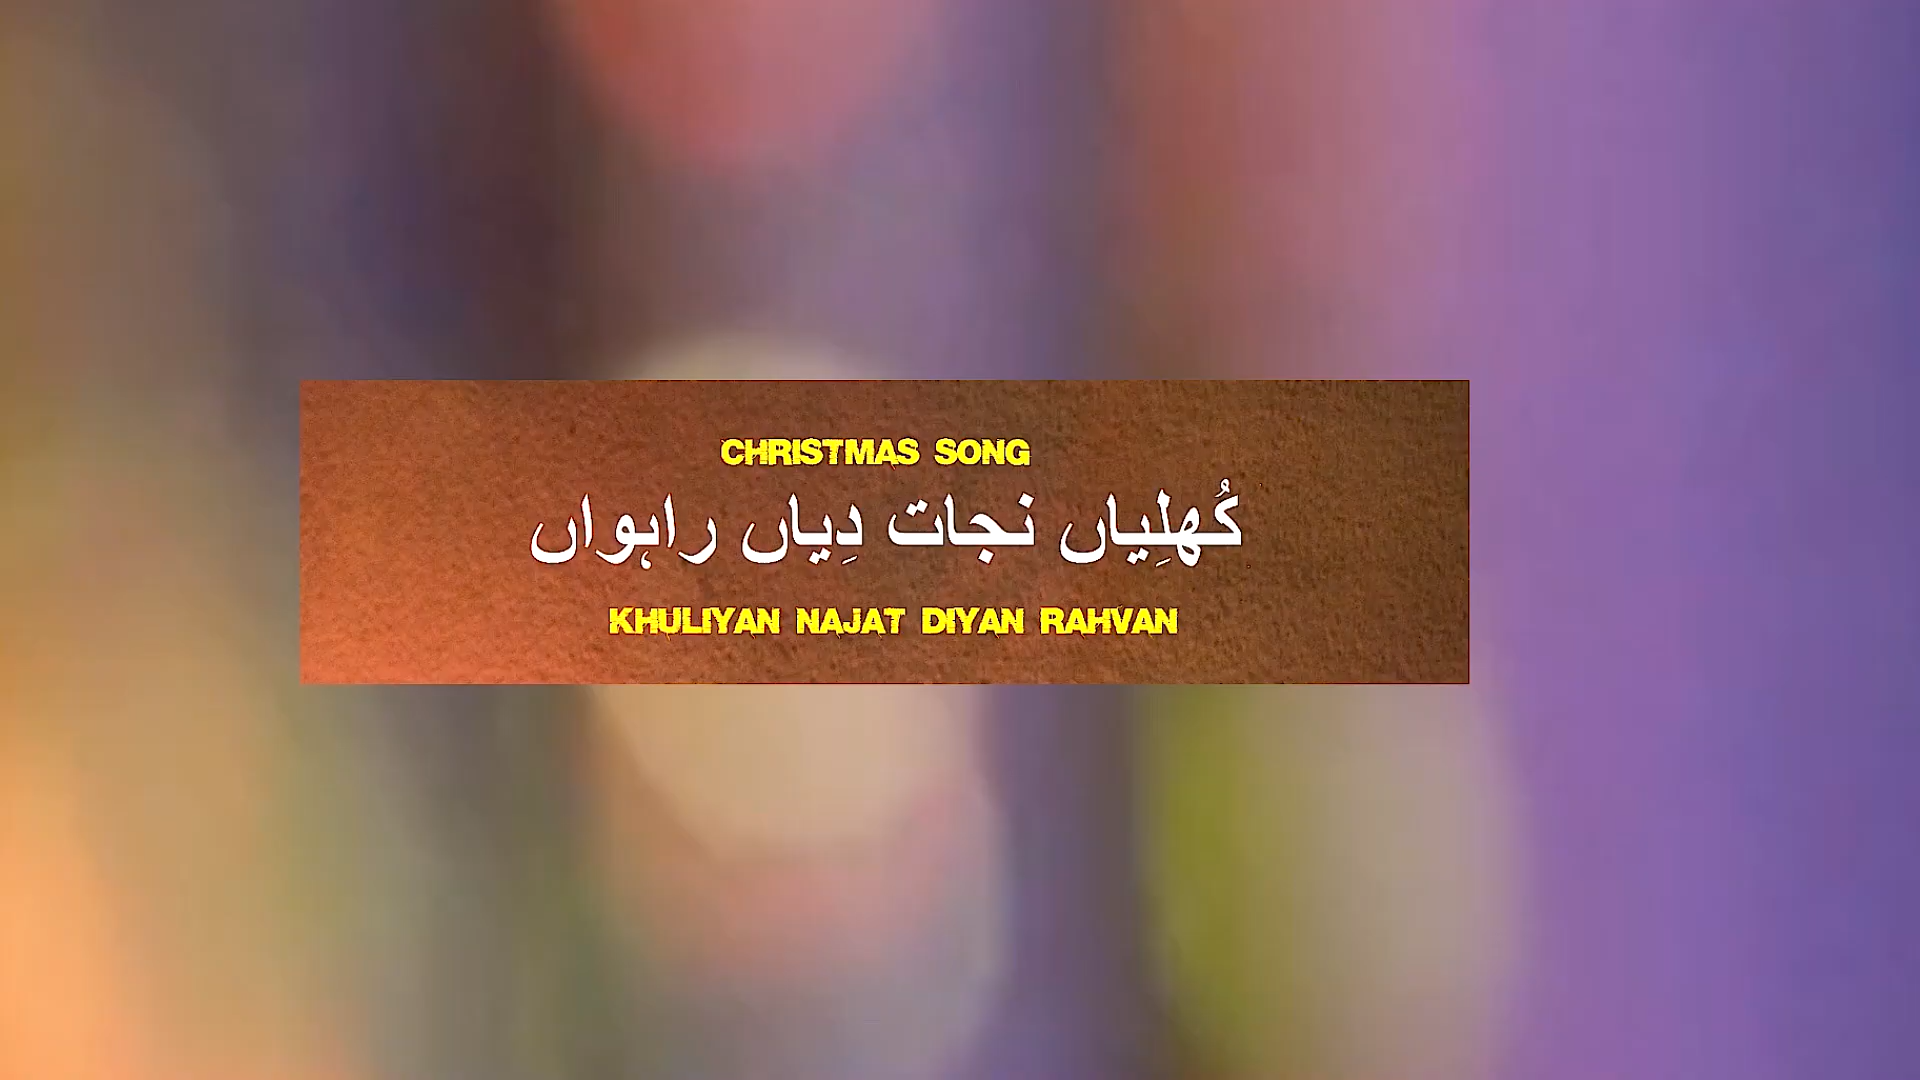 CHRISTMAS SONG
کُھلِیاں نجات دِیاں راہواں
KHULIYAN NAJAT DIYAN RAHVAN